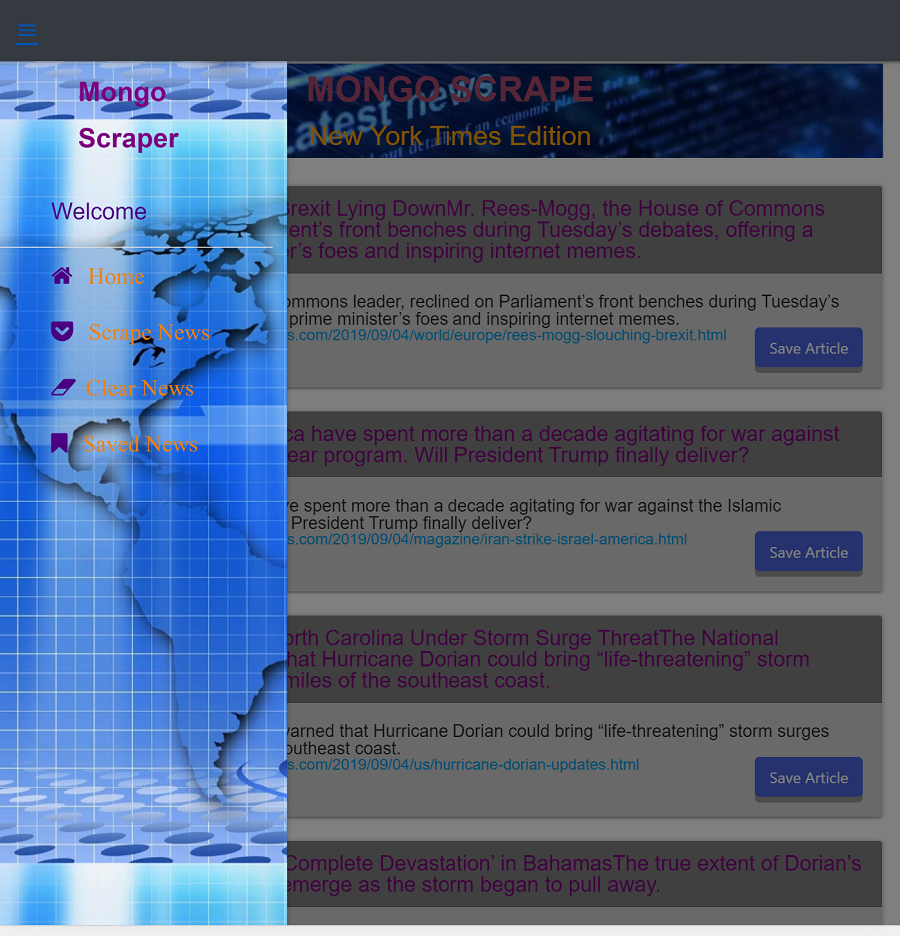 Mongo
Scraper
Welcome
Home
Scrape News
Clear News
Saved News
MONGO SCRAPE
New York Times Edition
Latest news
economic
Brexit Lying DownMr. Rees-Mogg, the House of Commons
ent’s front benches during Tuesday’s debates, offering a
r’s foes and inspiring internet memes.
ommons leader, reclined on Parliament’s front benches during Tuesday’s
prime minister’s foes and inspiring internet memes.
s.com/2019/09/04/world/europe/rees-mogg-slouching-brexit.html
Save Article
ca have spent more than a decade agitating for war against
ear program. Will President Trump finally deliver?
ve spent more than a decade agitating for war against the Islamic
President Trump finally deliver?
s.com/2019/09/04/magazine/iran-strike-israel-america.html
Save Article
orth Carolina Under Storm Surge ThreatThe National
hat Hurricane Dorian could bring “life-threatening” storm
miles of the southeast coast.
varned that Hurricane Dorian could bring “life-threatening” storm surges
outheast coast.
s.com/2019/09/04/us/hurricane-dorian-updates.html
Save Article
Complete Devastation’ in BahamasThe true extent of Dorian’s
emerge as the storm began to pull away.